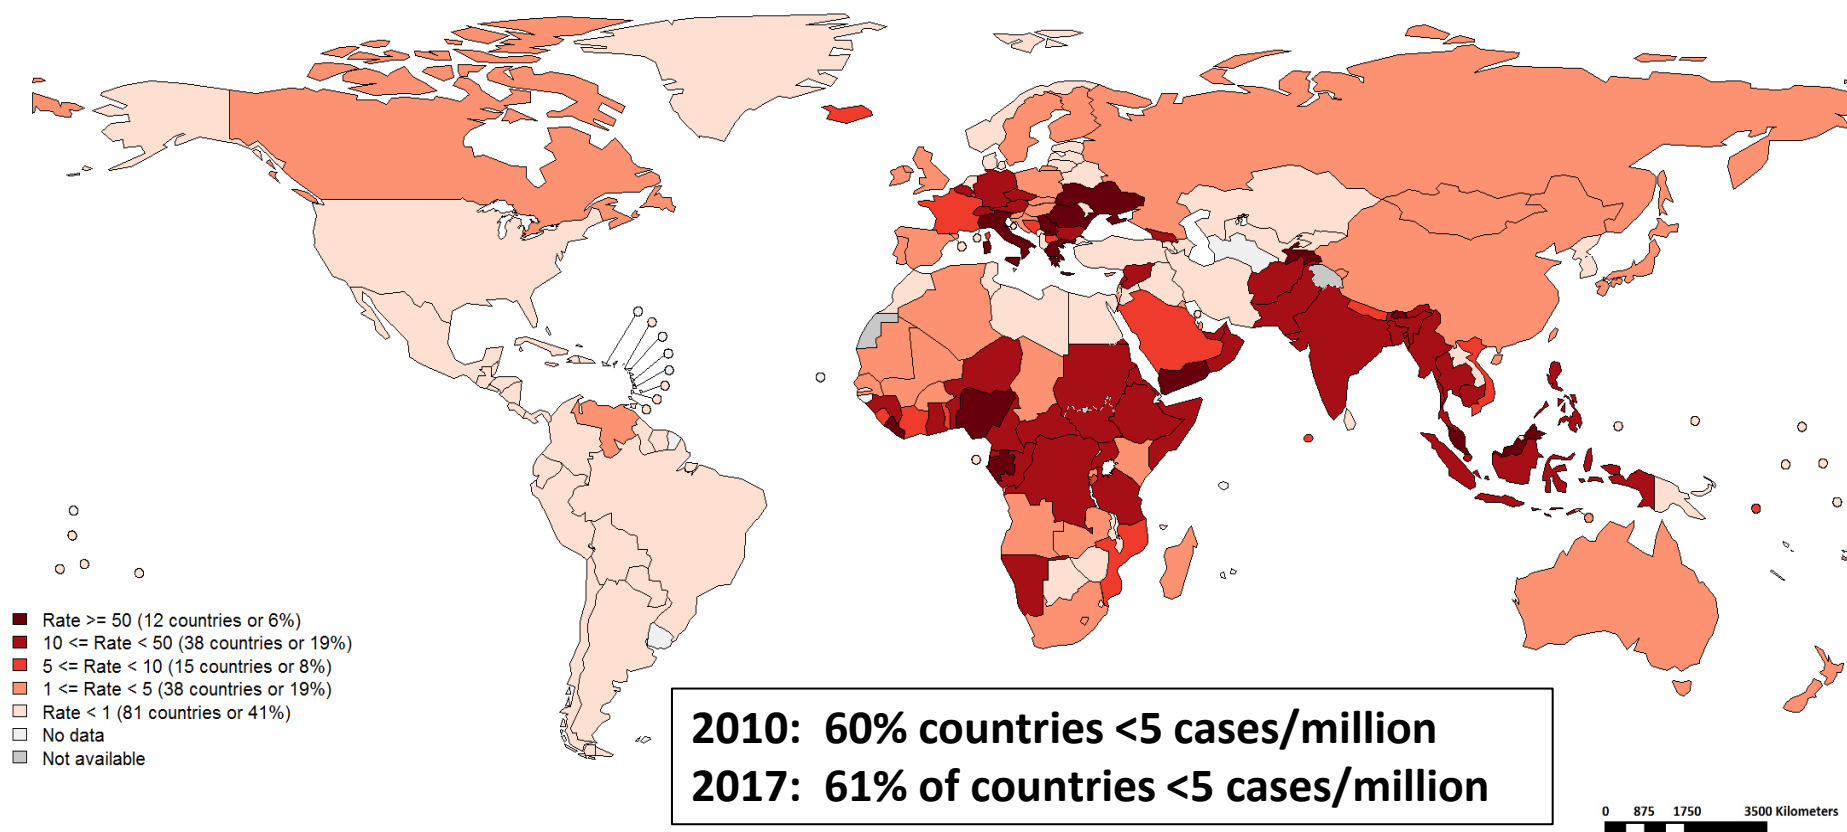 Rate >= 50 (12 countries or 6%)
10 <= Rate < 50 (38 countries or 19%)
5 <= Rate < 10 (15 countries or 8%)
1 <= Rate < 5 (38 countries or 19%)
Rate < 1 (81 countries or 41%)
No data
Not available
2010: 60% countries <5 cases/million
2017: 61% of countries <5 cases/million
0 875 1750 3500 Kilometers